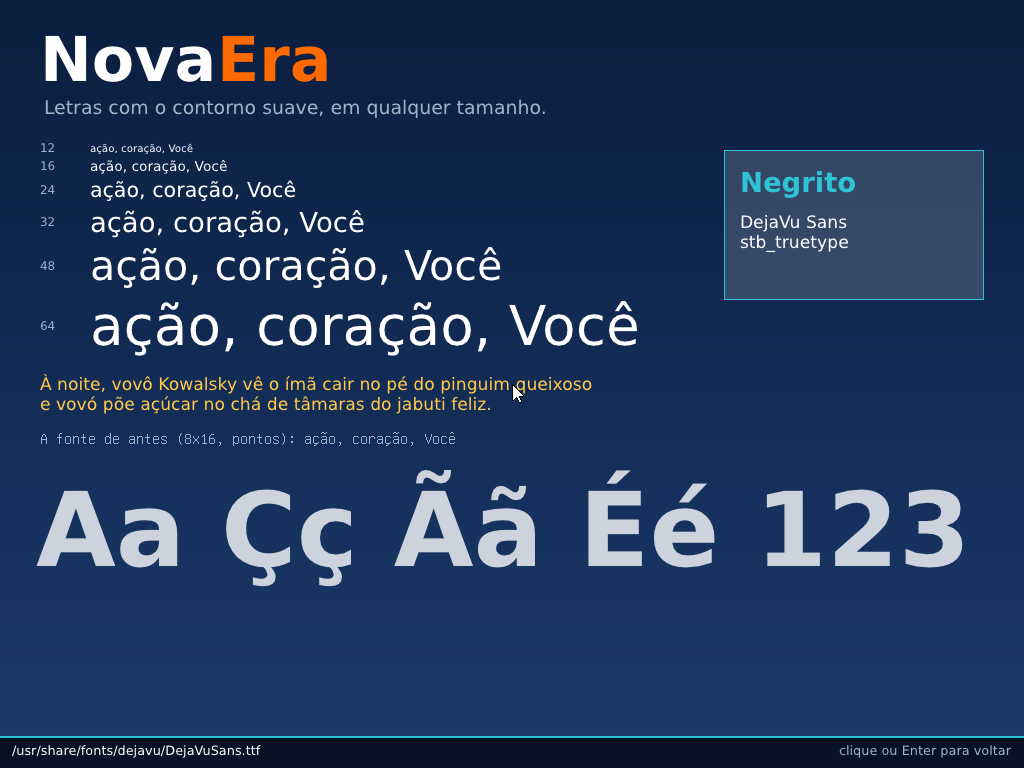 NovaEra
Letras com o contorno suave, em qualquer tamanho.
12 ação, coração, Você
16 ação, coração, Você
24 ação, coração, Você
32 ação, coração, Você
48 ação, coração, Você
64 ação, coração, Você
Negrito
DejaVu Sans
stb_truetype
À noite, vovô Kowalsky vê o ímã cair no pé do pinguim queixoso
e vovó põe açúcar no chá de tâmaras do jabuti feliz.
A fonte de antes (8x16, pontos): ação, coração, Você
Aa Çç Ãã Éé 123
/usr/share/fonts/dejavu/DejaVuSans.ttf
clique ou Enter para voltar